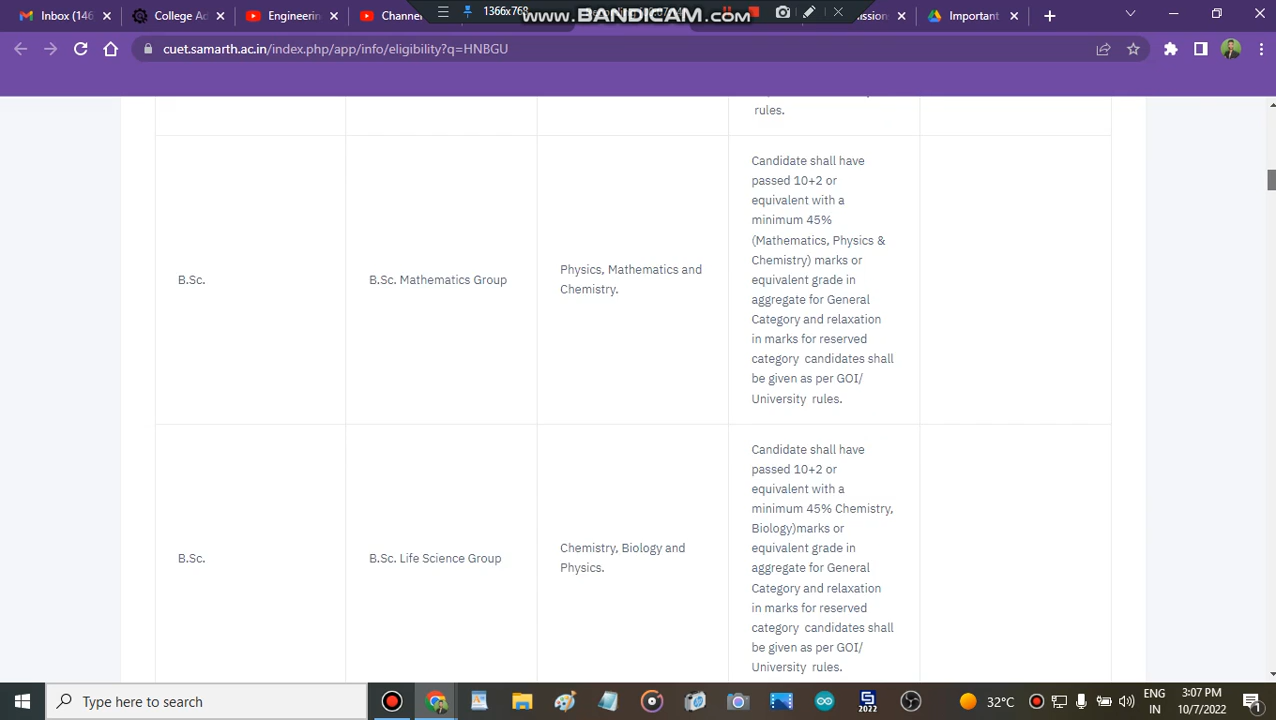 Inbox (146
College Ad
Engineerin
Channel
1366x768
www.BANDICAM.com
Important
cuet.samarth.ac.in/index.php/app/info/eligibility?q=HNBGU
rules.
B.Sc.
B.Sc. Mathematics Group
Physics, Mathematics and
Chemistry.
Candidate shall have
passed 10+2 or
equivalent with a
minimum 45%
(Mathematics, Physics &
Chemistry) marks or
equivalent grade in
aggregate for General
Category and relaxation
in marks for reserved
category candidates shall
be given as per GOI/
University rules.
B.Sc.
B.Sc. Life Science Group
Chemistry, Biology and
Physics.
Candidate shall have
passed 10+2 or
equivalent with a
minimum 45% Chemistry,
Biology)marks or
equivalent grade in
aggregate for General
Category and relaxation
in marks for reserved
category candidates shall
be given as per GOI/
University rules.
Type here to search
2022
32°C
ENG
IN
3:07 PM
10/7/2022
1